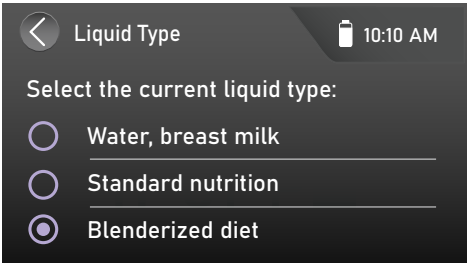 Liquid Type
10:10 AM
Select the current liquid type:
Water, breast milk
Standard nutrition
Blenderized diet